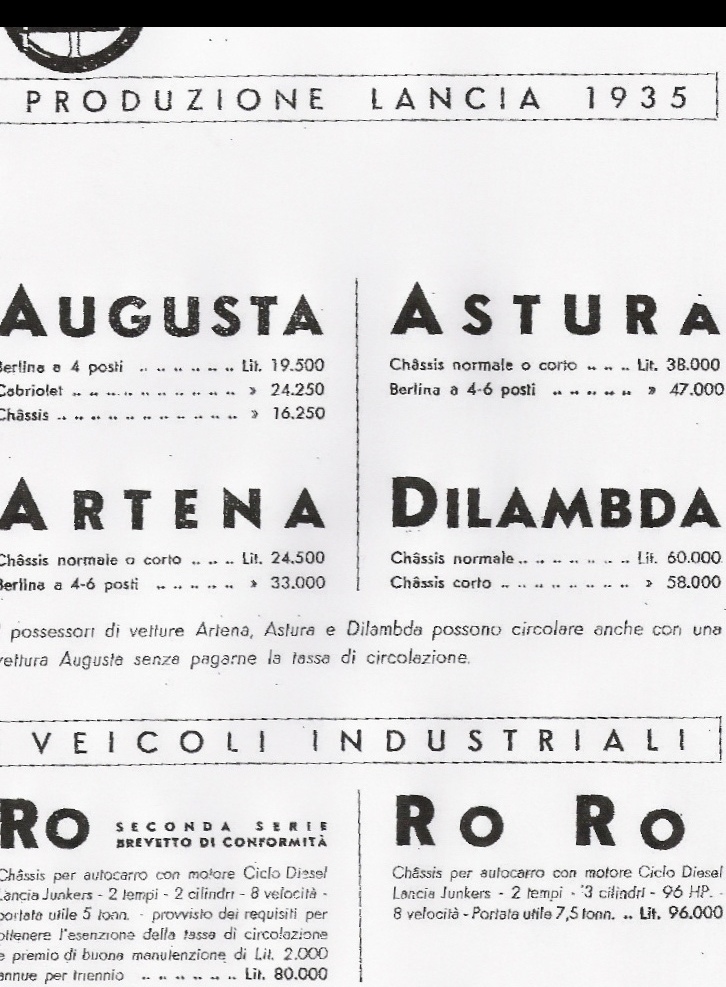 PRODUZIONE LANCIA 1935
AUGUSTA
Berlina a 4 posti .. .. .. .. .. Lit. 19.500
Cabriolet .. .. .. .. .. .. .. .. » 24.250
Châssis .. .. .. .. .. .. .. .. .. » 16.250
ASTURA
Châssis normale o corto .. .. .. Lit. 38.000
Berlina a 4-6 posti .. .. .. .. .. » 47.000
ARTENA
Châssis normale o corto .. .. .. Lit. 24.500
Berlina a 4-6 posti .. .. .. .. .. » 33.000
DILAMBDA
Châssis normale .. .. .. .. .. .. Lit. 60.000
Châssis corto .. .. .. .. .. .. .. » 58.000
possessori di vetture Artena, Astura e Dilambda possono circolare anche con una
vettura Augusta senza pagarne la tassa di circolazione.
VEICOLI INDUSTRIALI
RO SECONDA SERIE
BREVETTO DI CONFORMITÀ
Châssis per autocarro con motore Ciclo Diesel
Lancia Junkers - 2 tempi - 2 cilindri - 8 velocità -
portata utile 5 tonn. - provvisto dei requisiti per
ottenere l'esenzione della tassa di circolazione
e premio di buona manutenzione di Lit. 2.000
annue per triennio .. .. .. .. .. Lit. 80.000
RO RO
Châssis per autocarro con motore Ciclo Diesel
Lancia Junkers - 2 tempi - 3 cilindri - 96 HP. -
8 velocità - Portata utile 7,5 tonn. .. Lit. 96.000